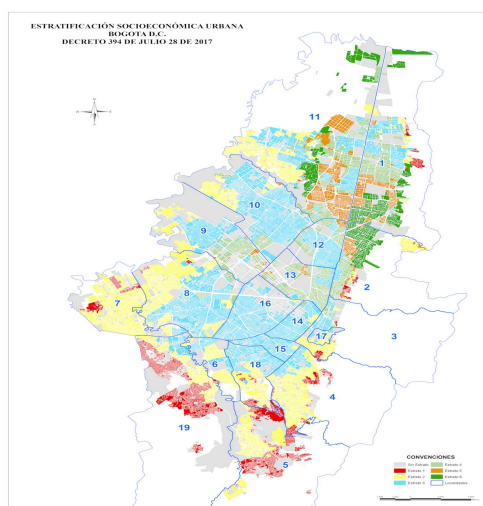 ESTRATIFICACIÓN SOCIOECONÓMICA URBANA
BOGOTA D.C.
DECRETO 394 DE JULIO 28 DE 2017
11
1
10
9
12
2
13
8
7
16
3
14
17
15
6
18
4
19
5
CONVENCIONES
Sin Estrato
Estrato 1
Estrato 2
Estrato 3
Estrato 4
Estrato 5
Estrato 6
Localidades